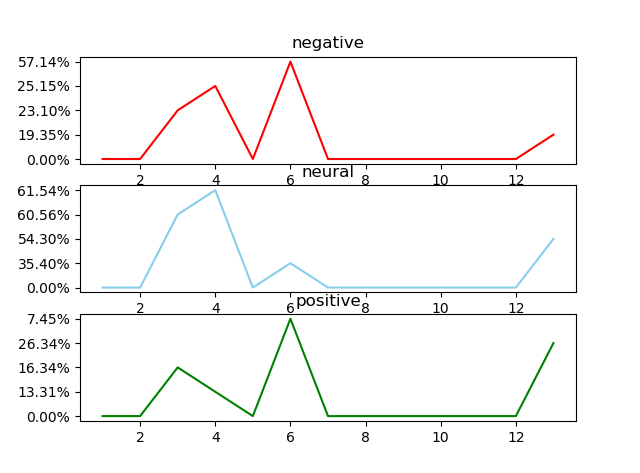 negative
57.14%
25.15%
23.10%
19.35%
0.00%
2 4 6 8 10 12
neural
61.54%
60.56%
54.30%
35.40%
0.00%
2 4 6 8 10 12
positive
7.45%
26.34%
16.34%
13.31%
0.00%
2 4 6 8 10 12